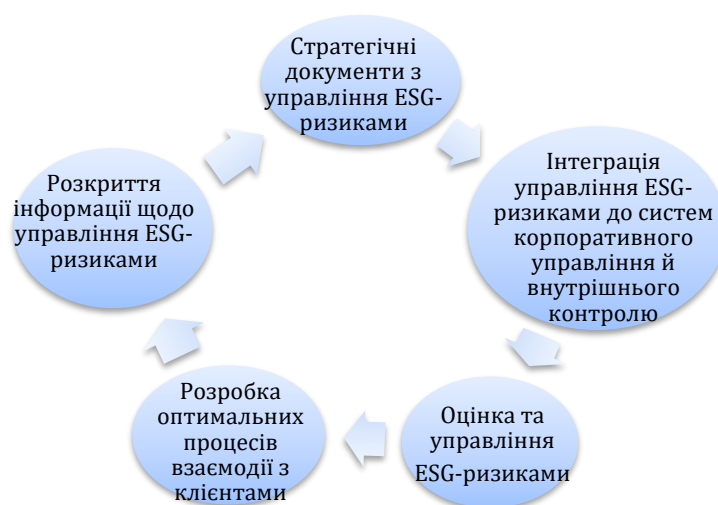 Стратегічні
документи з
управління ESG-
ризиками
Інтеграція
управління ESG-
ризиками до систем
корпоративного
управління й
внутрішнього
контролю
Оцінка та
управління
ESG-ризиками
Розробка
оптимальних
процесів
взаємодії з
клієнтами
Розкриття
інформації щодо
управління ESG-
ризиками